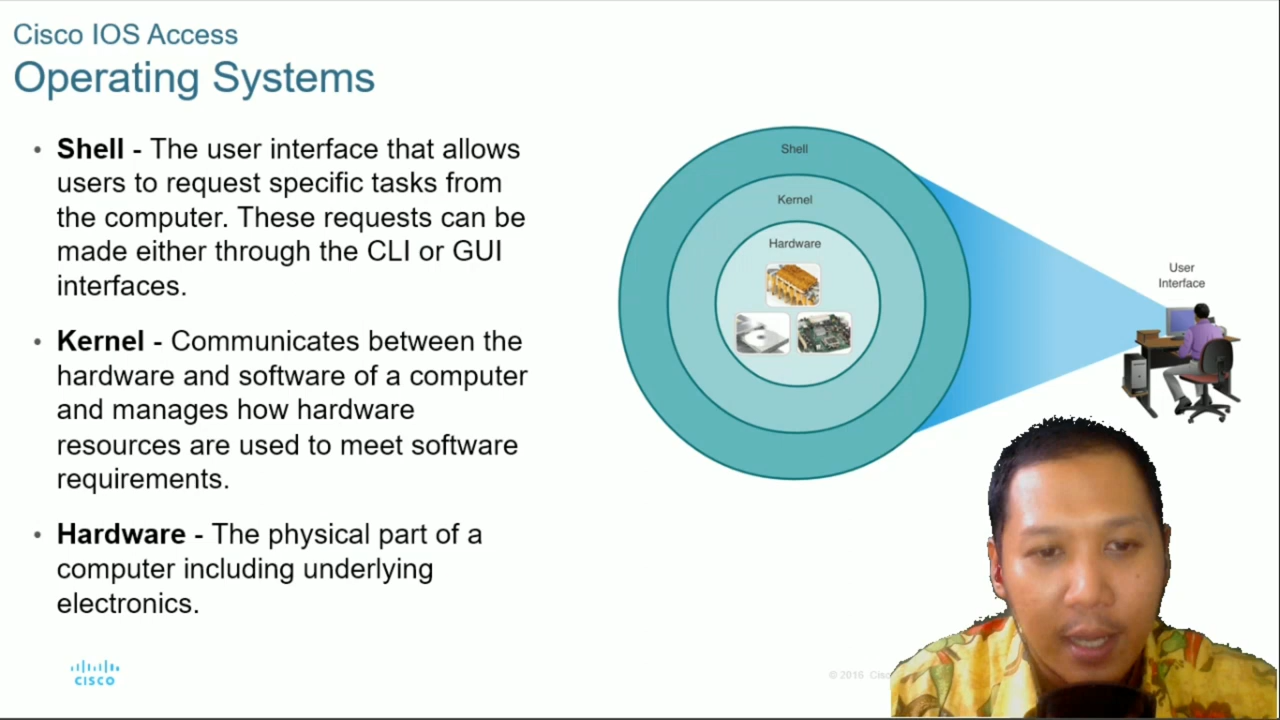 Cisco IOS Access
Operating Systems
• Shell - The user interface that allows
users to request specific tasks from
the computer. These requests can be
made either through the CLI or GUI
interfaces.
• Kernel - Communicates between the
hardware and software of a computer
and manages how hardware
resources are used to meet software
requirements.
• Hardware - The physical part of a
computer including underlying
electronics.
Shell
Kernel
Hardware
User
Interface
CISCO
© 2016